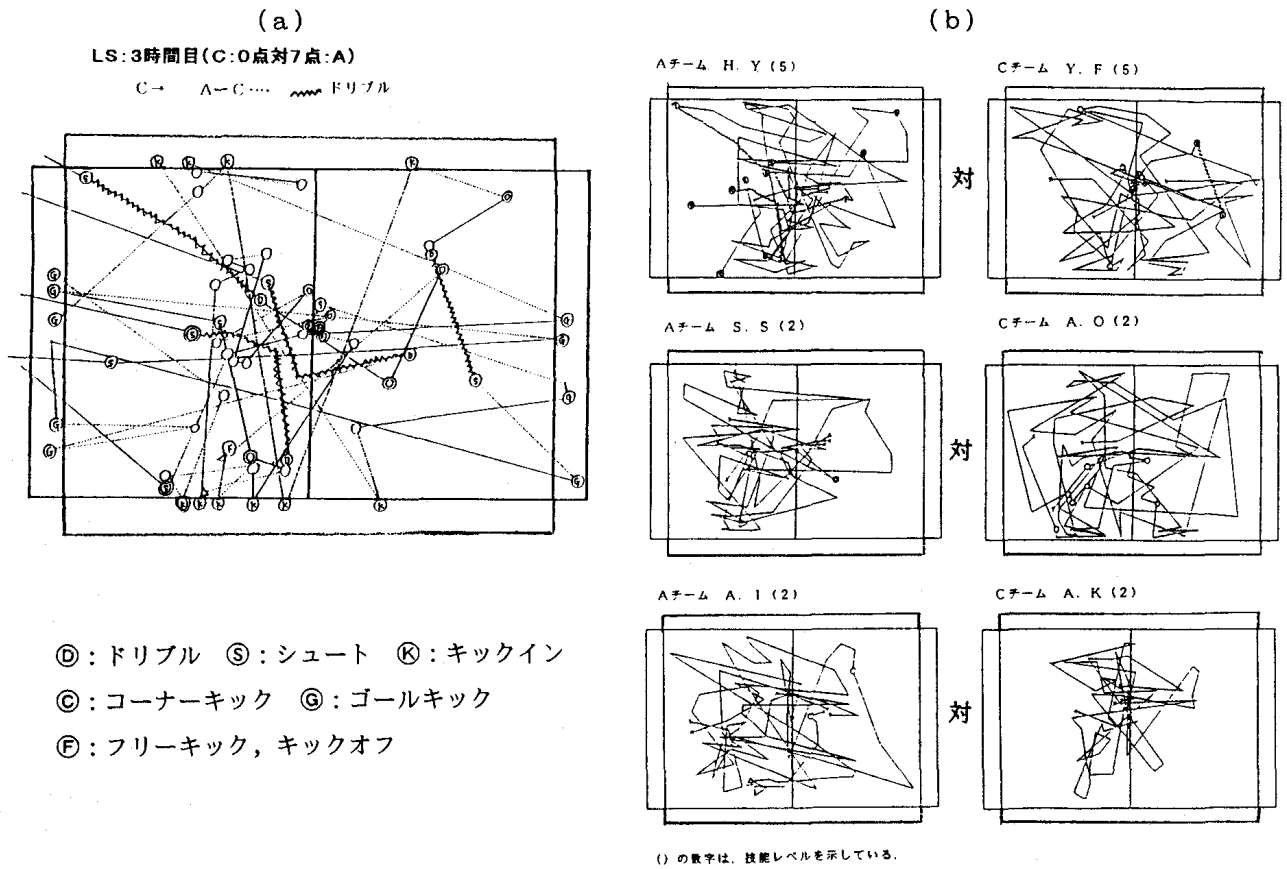 (a)
LS:3時間目(C:0点対7点:A)
C→ A─C‥‥ ドリブル
Ⓓ:ドリブル Ⓢ:シュート Ⓚ:キックイン
Ⓒ:コーナーキック Ⓖ:ゴールキック
Ⓕ:フリーキック,キックオフ
(b)
Aチーム H. Y (5)
対
Cチーム Y. F (5)
Aチーム S. S (2)
対
Cチーム A. O (2)
Aチーム A. I (2)
対
Cチーム A. K (2)
()の数字は、技能レベルを示している.